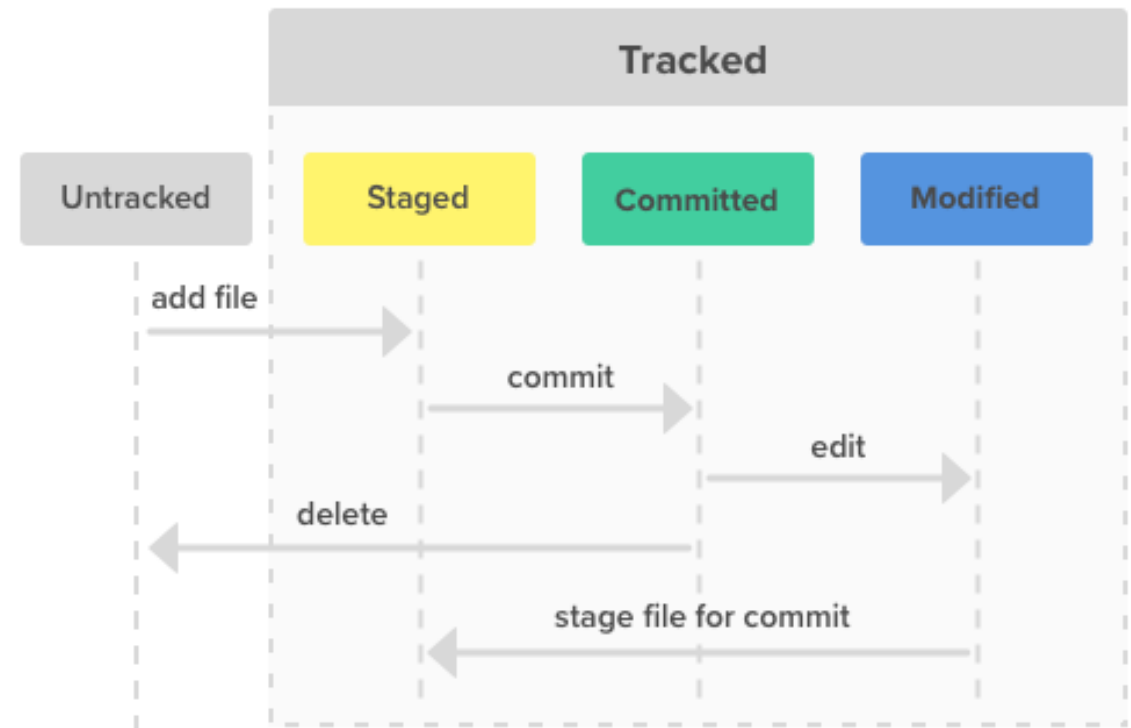 Tracked
Untracked
Staged
Committed
Modified
add file
commit
edit
delete
stage file for commit